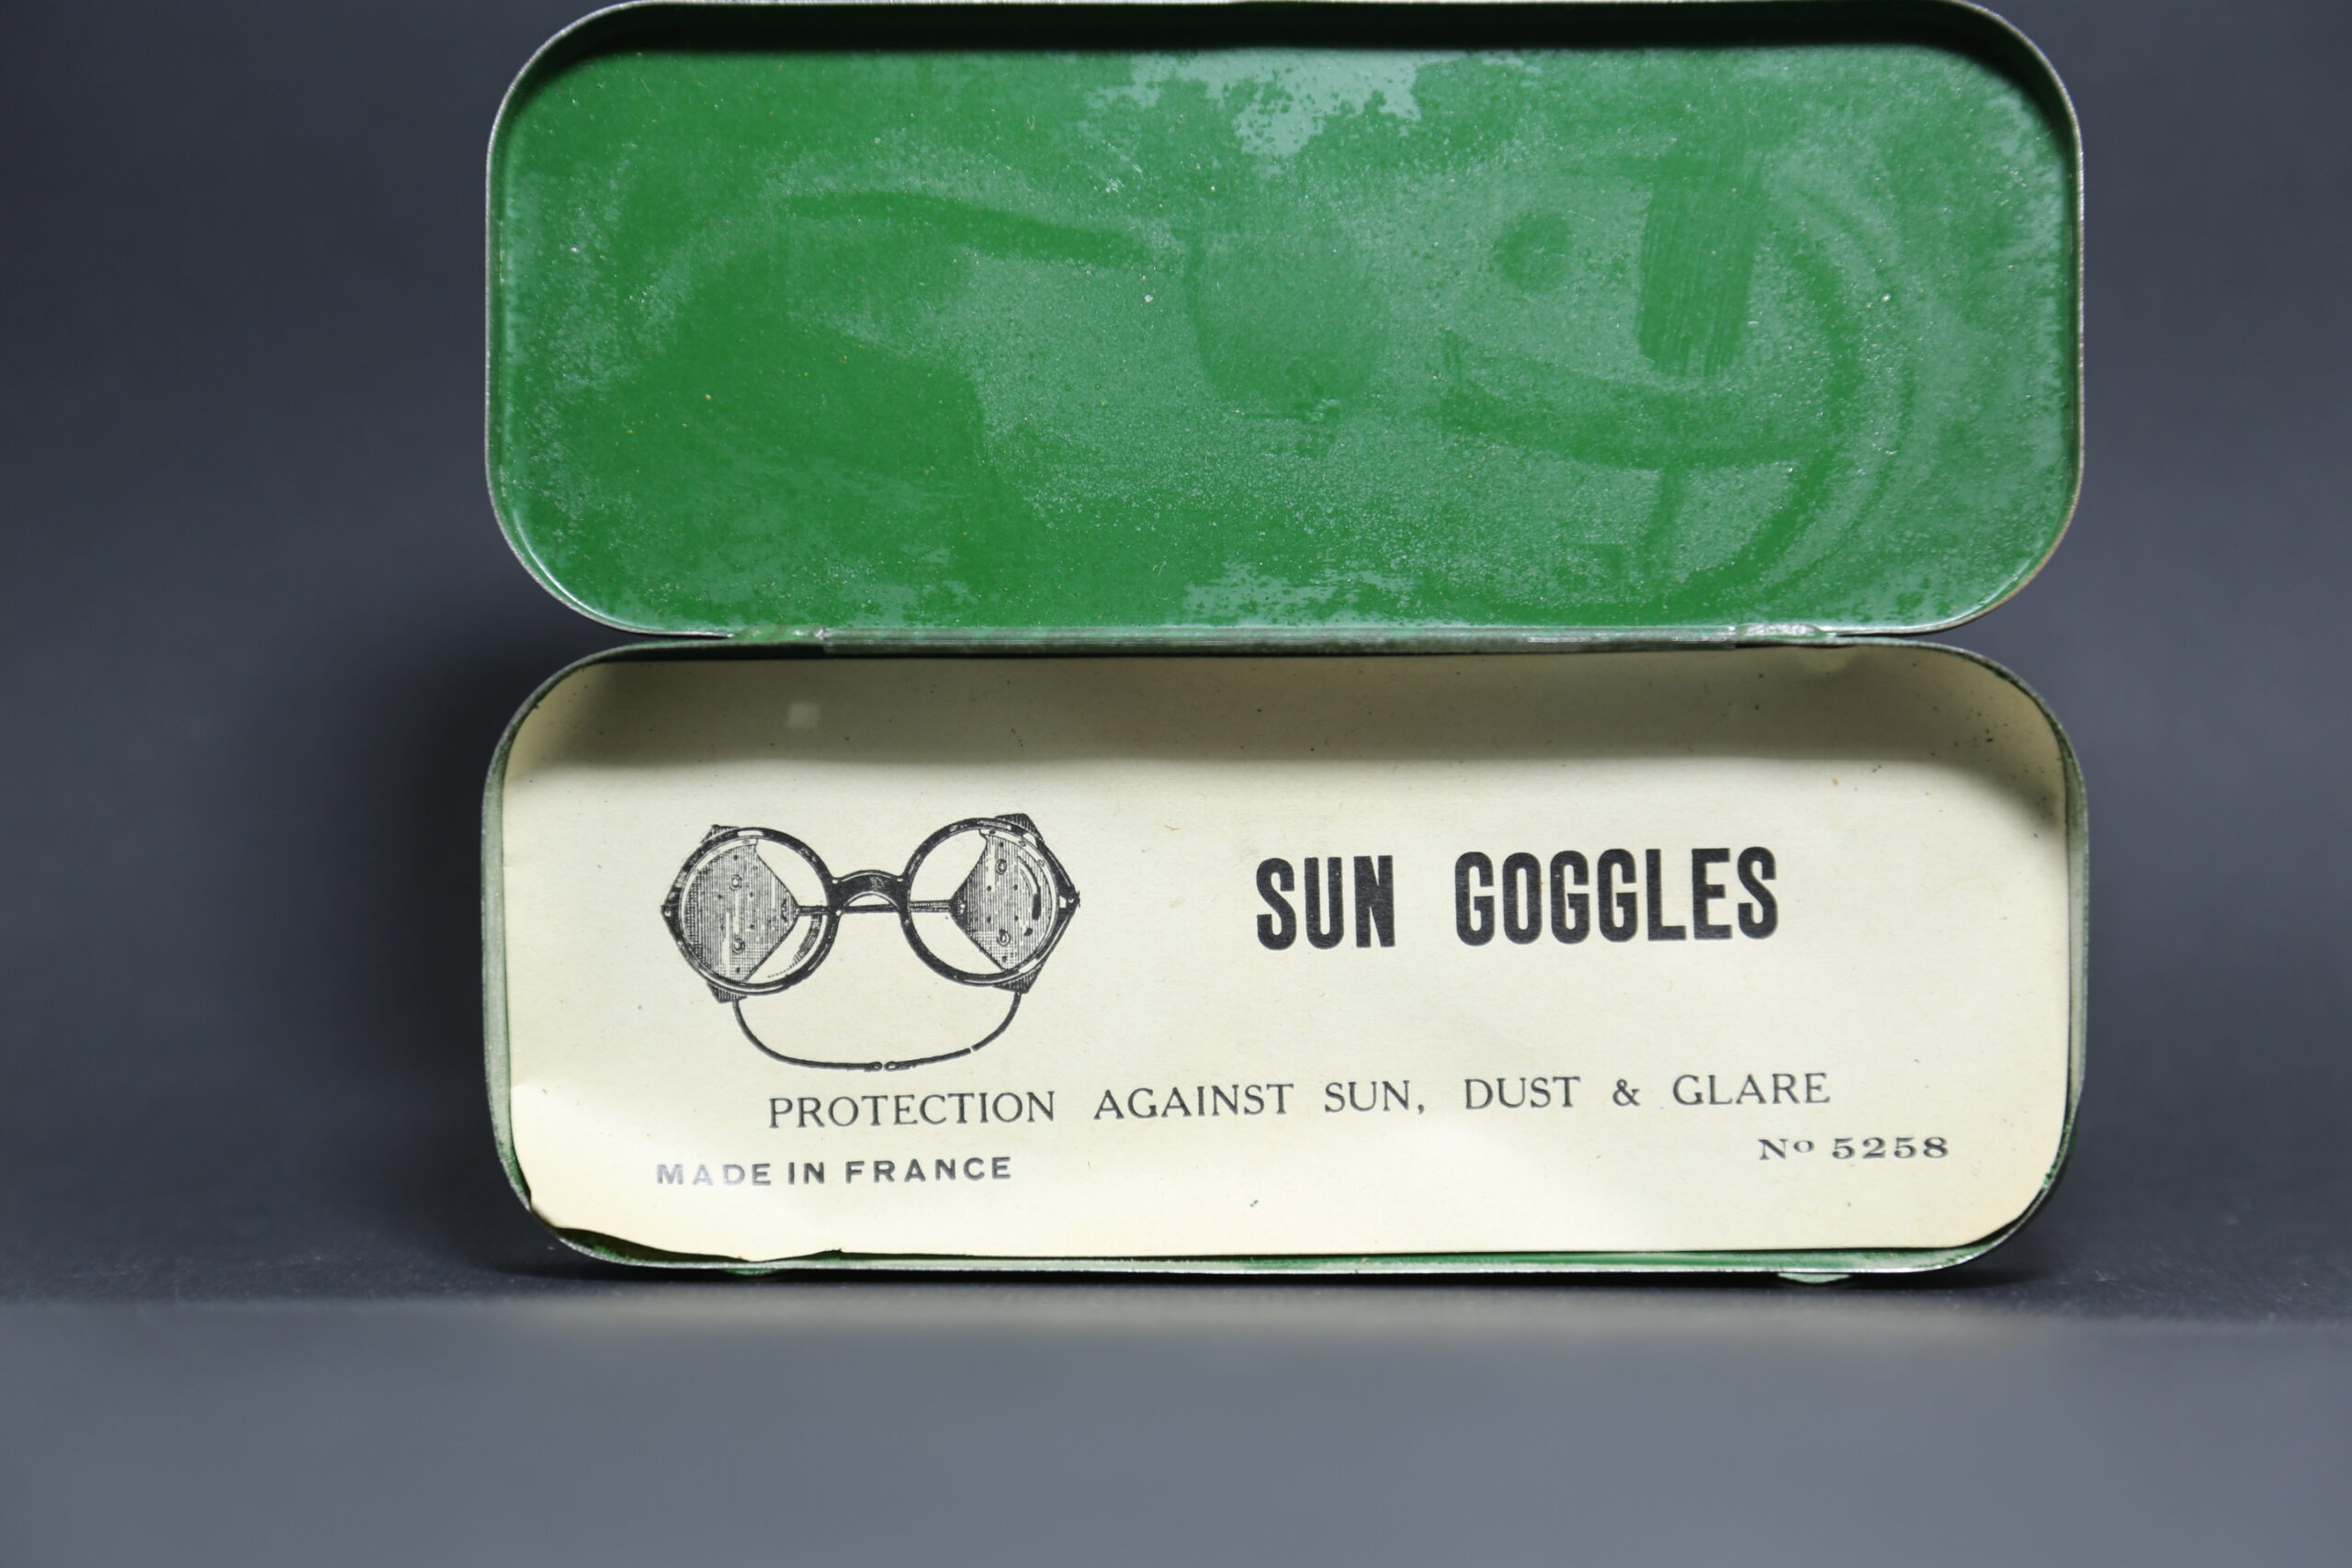 SUN GOGGLES
PROTECTION AGAINST SUN, DUST & GLARE
Nº 5258
MADE IN FRANCE